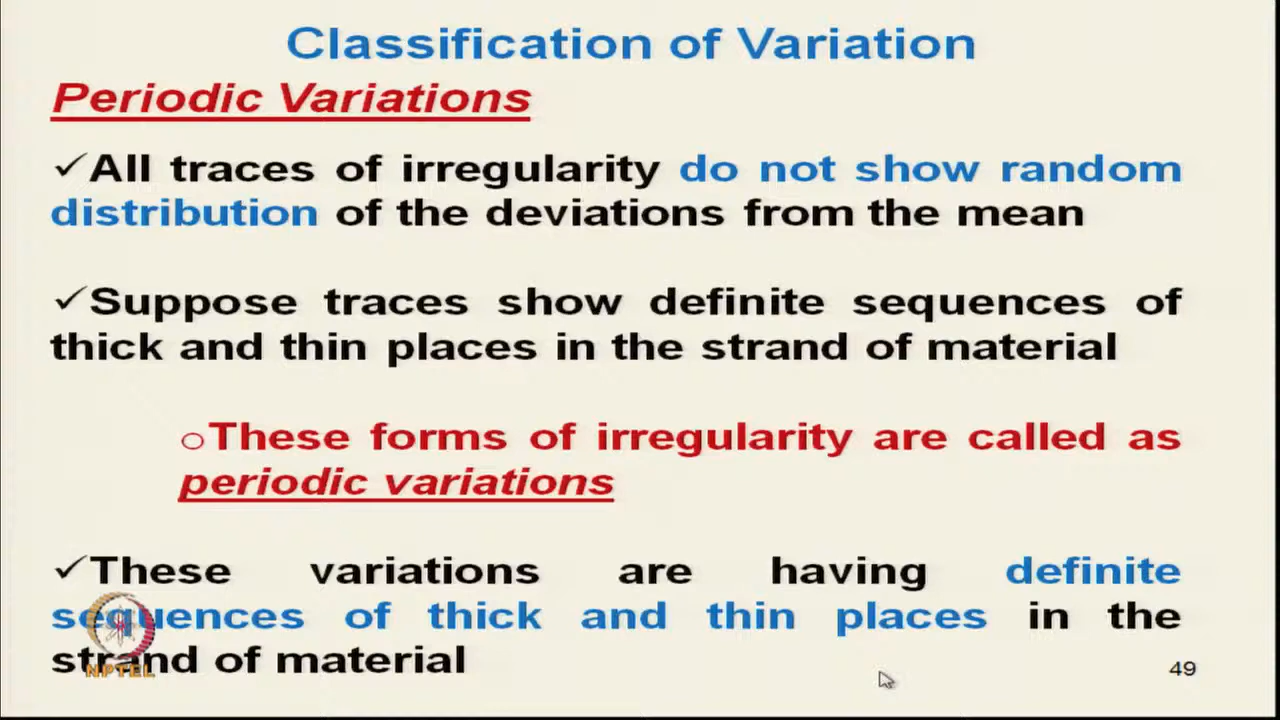 Classification of Variation
Periodic Variations
✓All traces of irregularity do not show random
distribution of the deviations from the mean
✓Suppose traces show definite sequences of
thick and thin places in the strand of material
oThese forms of irregularity are called as
periodic variations
✓These variations are having definite
sequences of thick and thin places in the
strand of material
NPTEL
49